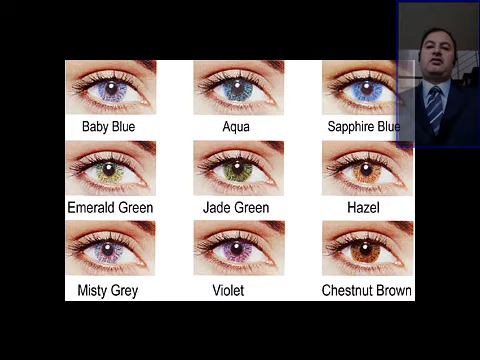 Baby Blue
Aqua
Sapphire Blue
Emerald Green
Jade Green
Hazel
Misty Grey
Violet
Chestnut Brown